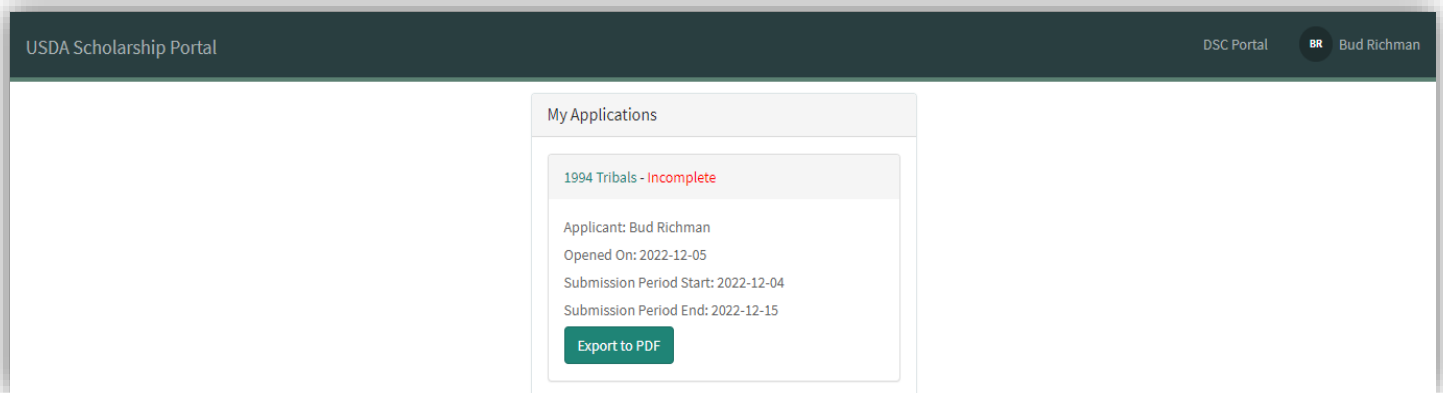 USDA Scholarship Portal
DSC Portal
BR
Bud Richman
My Applications
1994 Tribals - Incomplete
Applicant: Bud Richman
Opened On: 2022-12-05
Submission Period Start: 2022-12-04
Submission Period End: 2022-12-15
Export to PDF